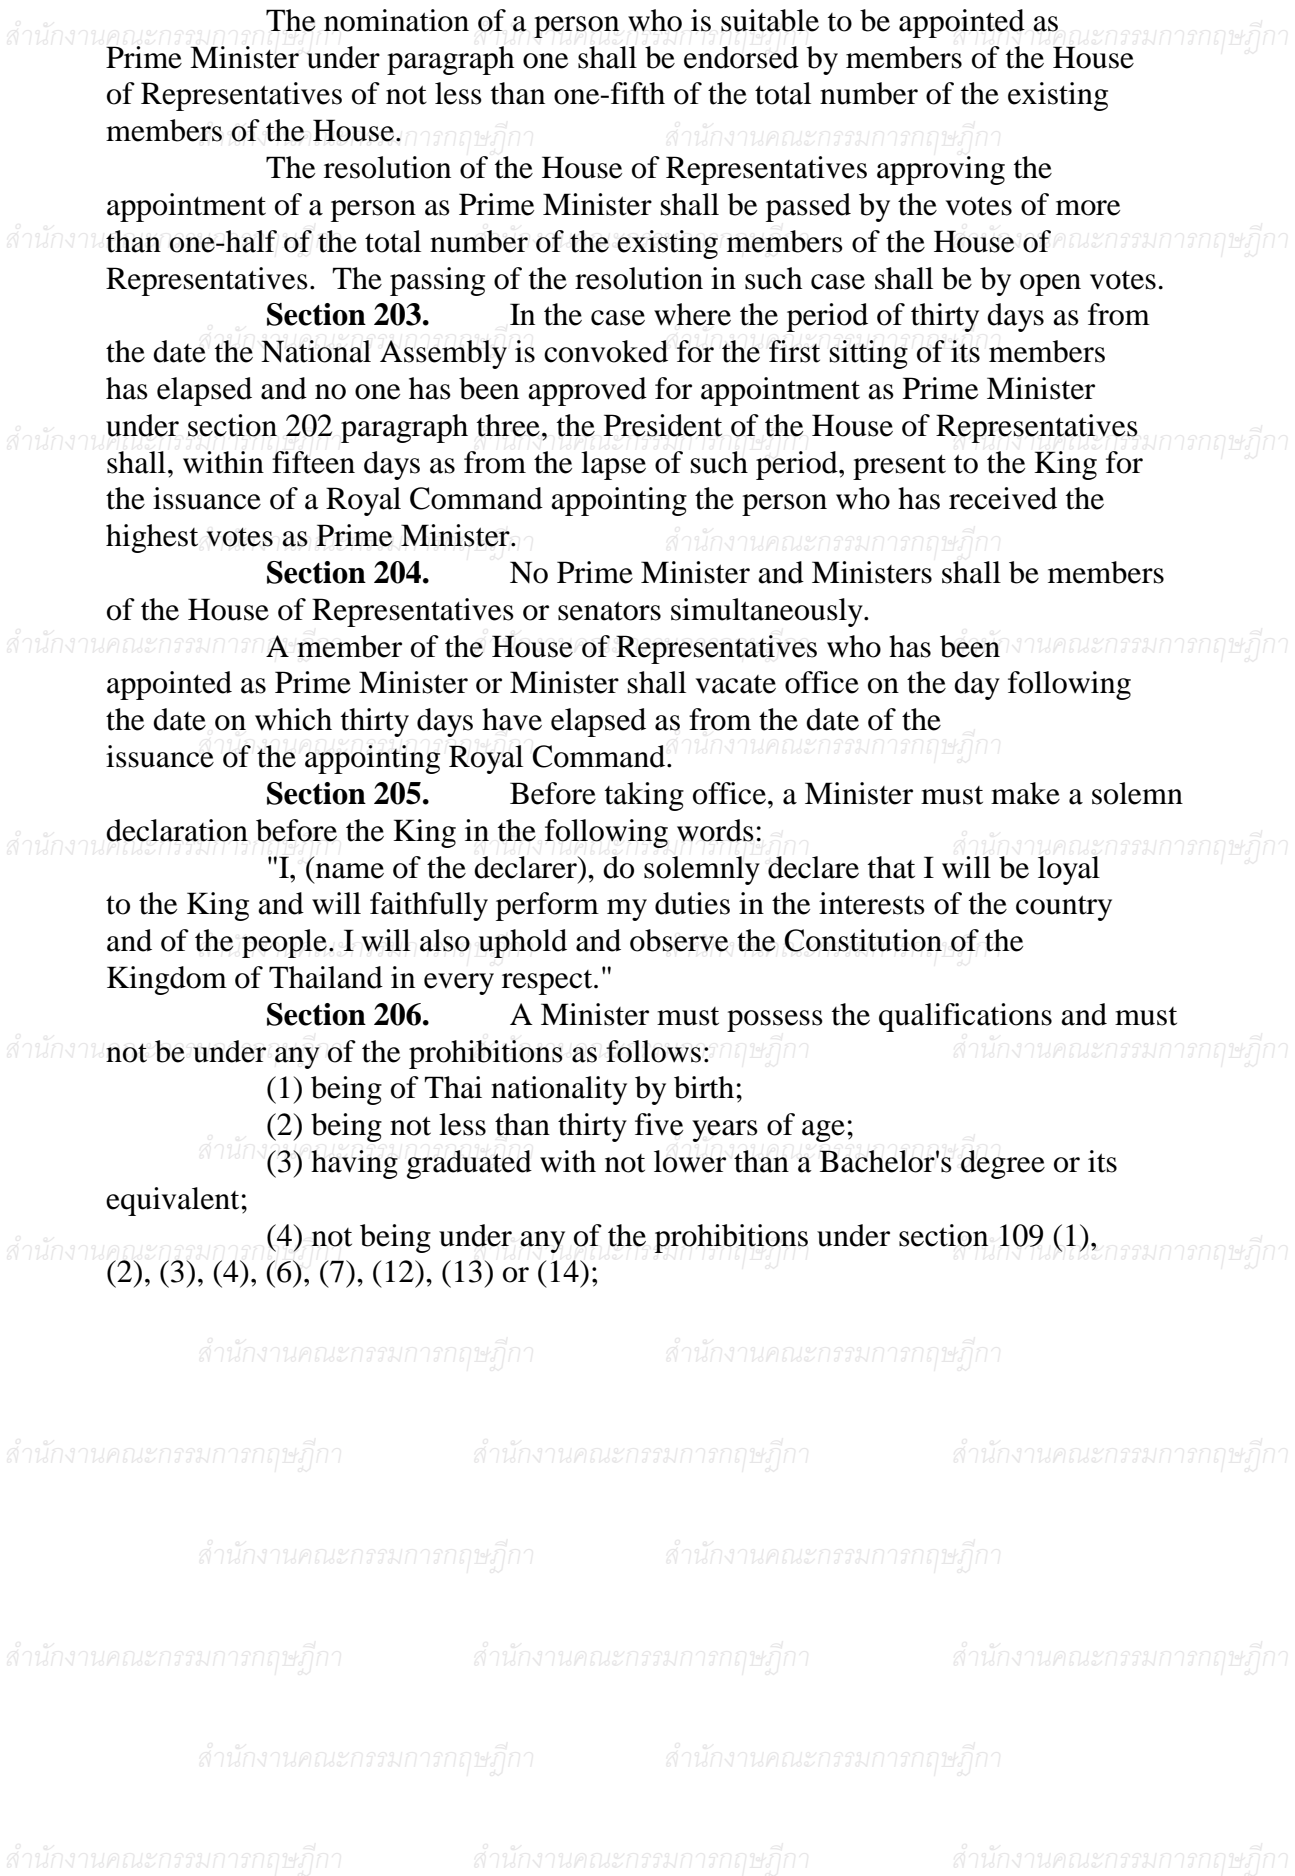 The nomination of a person who is suitable to be appointed as
Prime Minister under paragraph one shall be endorsed by members of the House
of Representatives of not less than one-fifth of the total number of the existing
members of the House.
The resolution of the House of Representatives approving the
appointment of a person as Prime Minister shall be passed by the votes of more
than one-half of the total number of the existing members of the House of
Representatives.  The passing of the resolution in such case shall be by open votes.
Section 203. In the case where the period of thirty days as from
the date the National Assembly is convoked for the first sitting of its members
has elapsed and no one has been approved for appointment as Prime Minister
under section 202 paragraph three, the President of the House of Representatives
shall, within fifteen days as from the lapse of such period, present to the King for
the issuance of a Royal Command appointing the person who has received the
highest votes as Prime Minister.
Section 204. No Prime Minister and Ministers shall be members
of the House of Representatives or senators simultaneously.
A member of the House of Representatives who has been
appointed as Prime Minister or Minister shall vacate office on the day following
the date on which thirty days have elapsed as from the date of the
issuance of the appointing Royal Command.
Section 205. Before taking office, a Minister must make a solemn
declaration before the King in the following words:
"I, (name of the declarer), do solemnly declare that I will be loyal
to the King and will faithfully perform my duties in the interests of the country
and of the people. I will also uphold and observe the Constitution of the
Kingdom of Thailand in every respect."
Section 206. A Minister must possess the qualifications and must
not be under any of the prohibitions as follows:
(1) being of Thai nationality by birth;
(2) being not less than thirty five years of age;
(3) having graduated with not lower than a Bachelor's degree or its
equivalent;
(4) not being under any of the prohibitions under section 109 (1),
(2), (3), (4), (6), (7), (12), (13) or (14);
สำนักงานคณะกรรมการกฤษฎีกา สำนักงานคณะกรรมการกฤษฎีกา
สำนักงานคณะกรรมการกฤษฎีกา สำนักงานคณะกรรมการกฤษฎีกา สำนักงานคณะกรรมการกฤษฎีกา
สำนักงานคณะกรรมการกฤษฎีกา สำนักงานคณะกรรมการกฤษฎีกา
สำนักงานคณะกรรมการกฤษฎีกา สำนักงานคณะกรรมการกฤษฎีกา สำนักงานคณะกรรมการกฤษฎีกา
สำนักงานคณะกรรมการกฤษฎีกา สำนักงานคณะกรรมการกฤษฎีกา
สำนักงานคณะกรรมการกฤษฎีกา สำนักงานคณะกรรมการกฤษฎีกา สำนักงานคณะกรรมการกฤษฎีกา